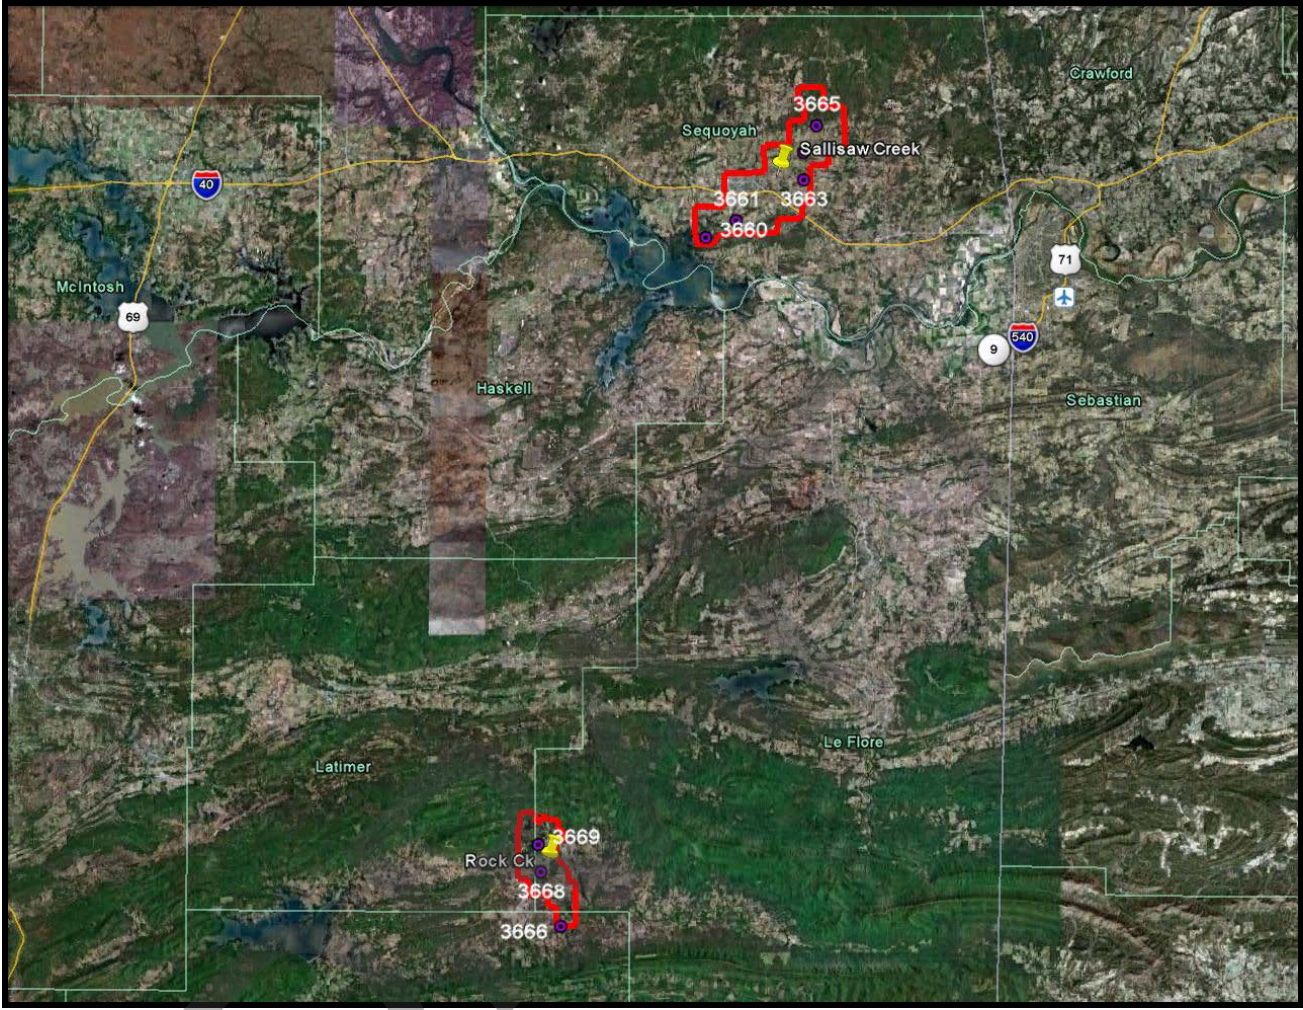 Crawford
3665
Sequoyah
Sallisaw Creek
40
3661 3663
3660
71
McIntosh
69
540
9
Haskell
Sebastian
Le Flore
Latimer
3669
Rock Ck
3668
3666